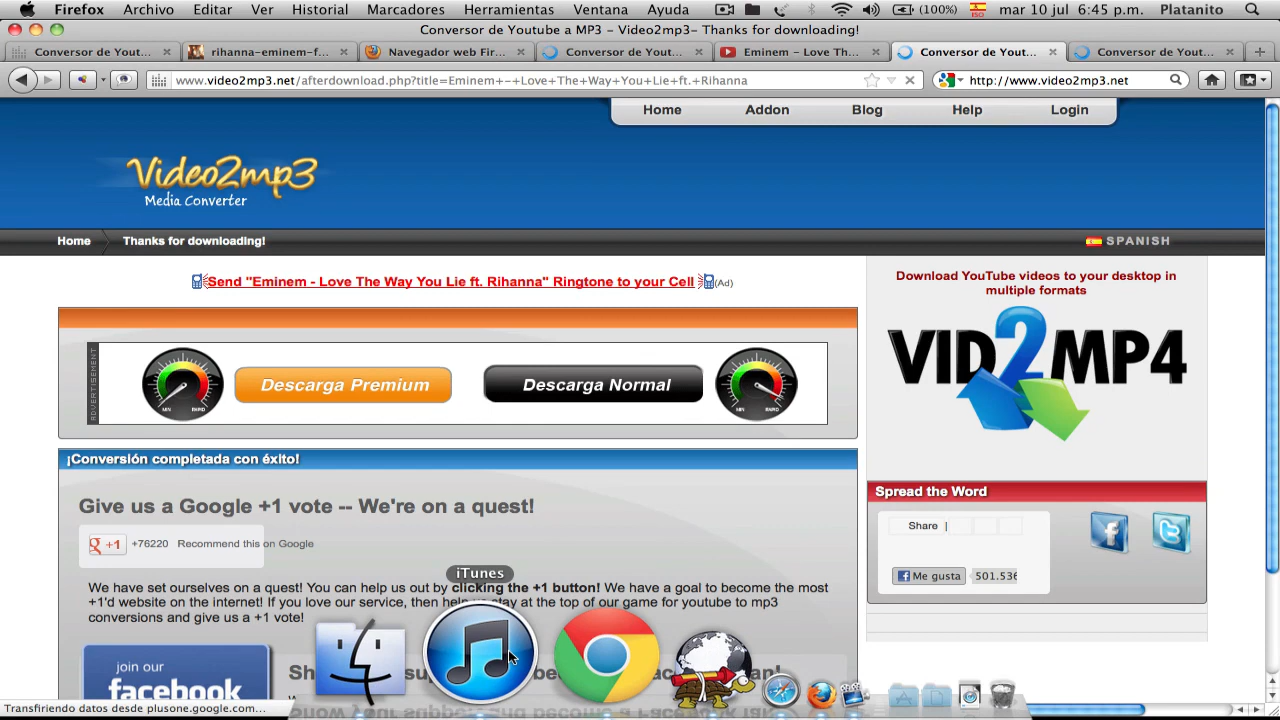 Firefox Archivo Editar Ver Historial Marcadores Herramientas Ventana Ayuda (100%) ISO mar 10 jul 6:45 p.m. Platanito
Conversor de Youtube a MP3 - Video2mp3- Thanks for downloading!
Conversor de Yout... rihanna-eminem-f... Navegador web Fir... Conversor de Yout... Eminem - Love Th... Conversor de Yout... Conversor de Yout...
www.video2mp3.net/afterdownload.php?title=Eminem+-+Love+The+Way+You+Lie+ft.+Rihanna http://www.video2mp3.net
Home Addon Blog Help Login
Video2mp3
Media Converter
Home Thanks for downloading! SPANISH
Send "Eminem - Love The Way You Lie ft. Rihanna" Ringtone to your Cell (Ad)
Download YouTube videos to your desktop in
multiple formats
VID2MP4
ADVERTISEMENT
MIN RAPID
Descarga Premium
Descarga Normal
MIN RAPID
¡Conversión completada con éxito!
Give us a Google +1 vote -- We're on a quest!
g +1 +76220 Recommend this on Google
Spread the Word
Share |
f t
f Me gusta 501.536
iTunes
We have set ourselves on a quest! You can help us out by clicking the +1 button! We have a goal to become the most
+1'd website on the internet! If you love our service, then help us stay at the top of our game for youtube to mp3
conversions and give us a +1 vote!
join our
facebook
Transfiriendo datos desde plusone.google.com...